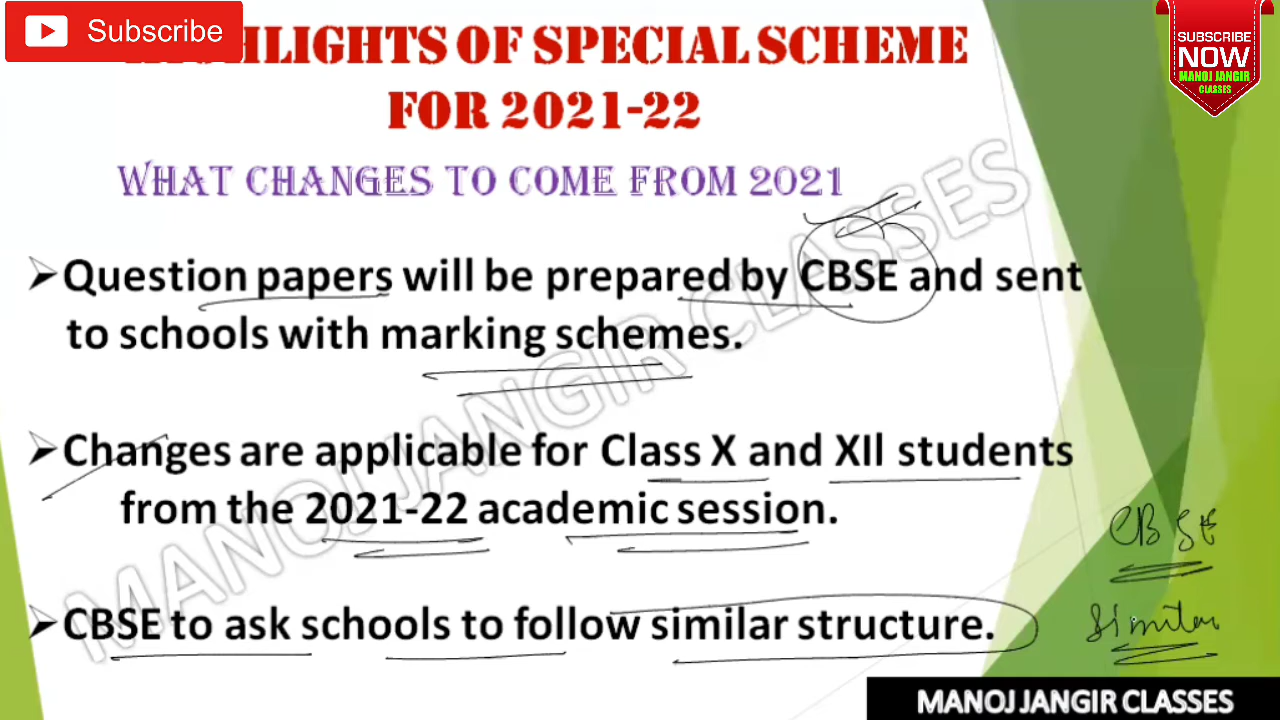 Subscribe
HLIGHTS OF SPECIAL SCHEME
FOR 2021-22
SUBSCRIBE
NOW
MANOJ JANGIR
CLASSES
WHAT CHANGES TO COME FROM 2021
Question papers will be prepared by CBSE and sent
to schools with marking schemes.
Changes are applicable for Class X and XIl students
from the 2021-22 academic session.
CBSE to ask schools to follow similar structure.
CBSE
Similar
MANOJ JANGIR CLASSES
MANOJ JANGIR CLASSES